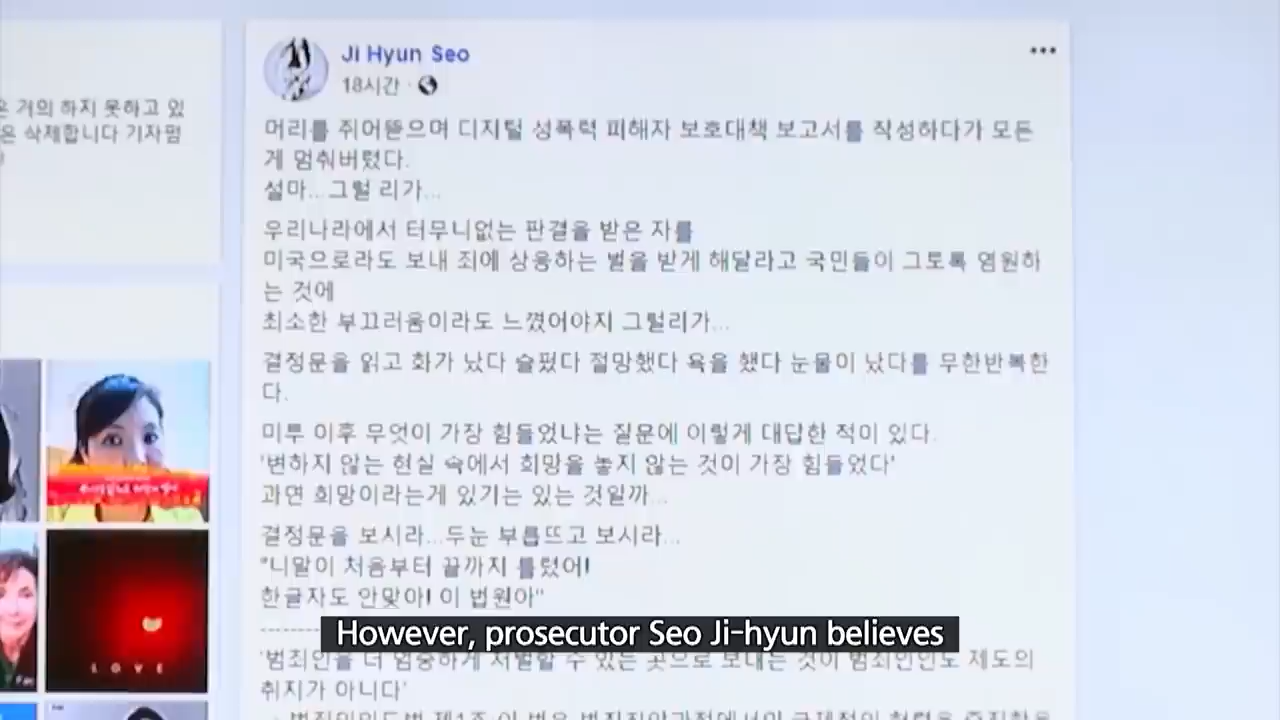 은 거의 하지 못하고 있
은 삭제합니다 기자펌
Ji Hyun Seo
18시간 ·
머리를 쥐어뜯으며 디지털 성폭력 피해자 보호대책 보고서를 작성하다가 모든
게 멈춰버렸다.
설마...그럴 리가...
우리나라에서 터무니없는 판결을 받은 자를
미국으로라도 보내 죄에 상응하는 벌을 받게 해달라고 국민들이 그토록 염원하
는 것에
최소한 부끄러움이라도 느꼈어야지 그럴리가...
결정문을 읽고 화가 났다 슬펐다 절망했다 욕을 했다 눈물이 났다를 무한반복한
다.
미투 이후 무엇이 가장 힘들었냐는 질문에 이렇게 대답한 적이 있다.
'변하지 않는 현실 속에서 희망을 놓지 않는 것이 가장 힘들었다'
과연 희망이라는게 있기는 있는 것일까...
결정문을 보시라...두눈 부릅뜨고 보시라...
"니말이 처음부터 끝까지 틀렸어!
한글자도 안맞아! 이 법원아"
However, prosecutor Seo Ji-hyun believes
'범죄인을 더 엄중하게 처벌할 수 있는 곳으로 보내는 것이 범죄인인도 제도의
취지가 아니다'
LOVE